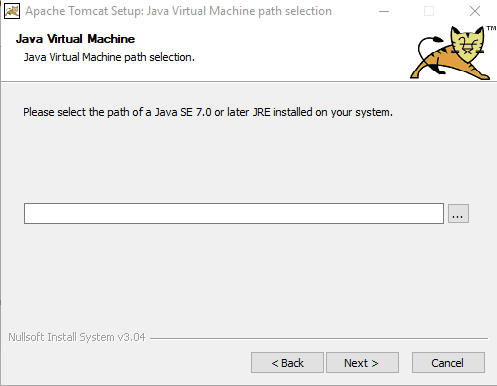 Apache Tomcat Setup: Java Virtual Machine path selection
Java Virtual Machine
Java Virtual Machine path selection.
TM
Please select the path of a Java SE 7.0 or later JRE installed on your system.
...
Nullsoft Install System v3.04
< Back
Next >
Cancel